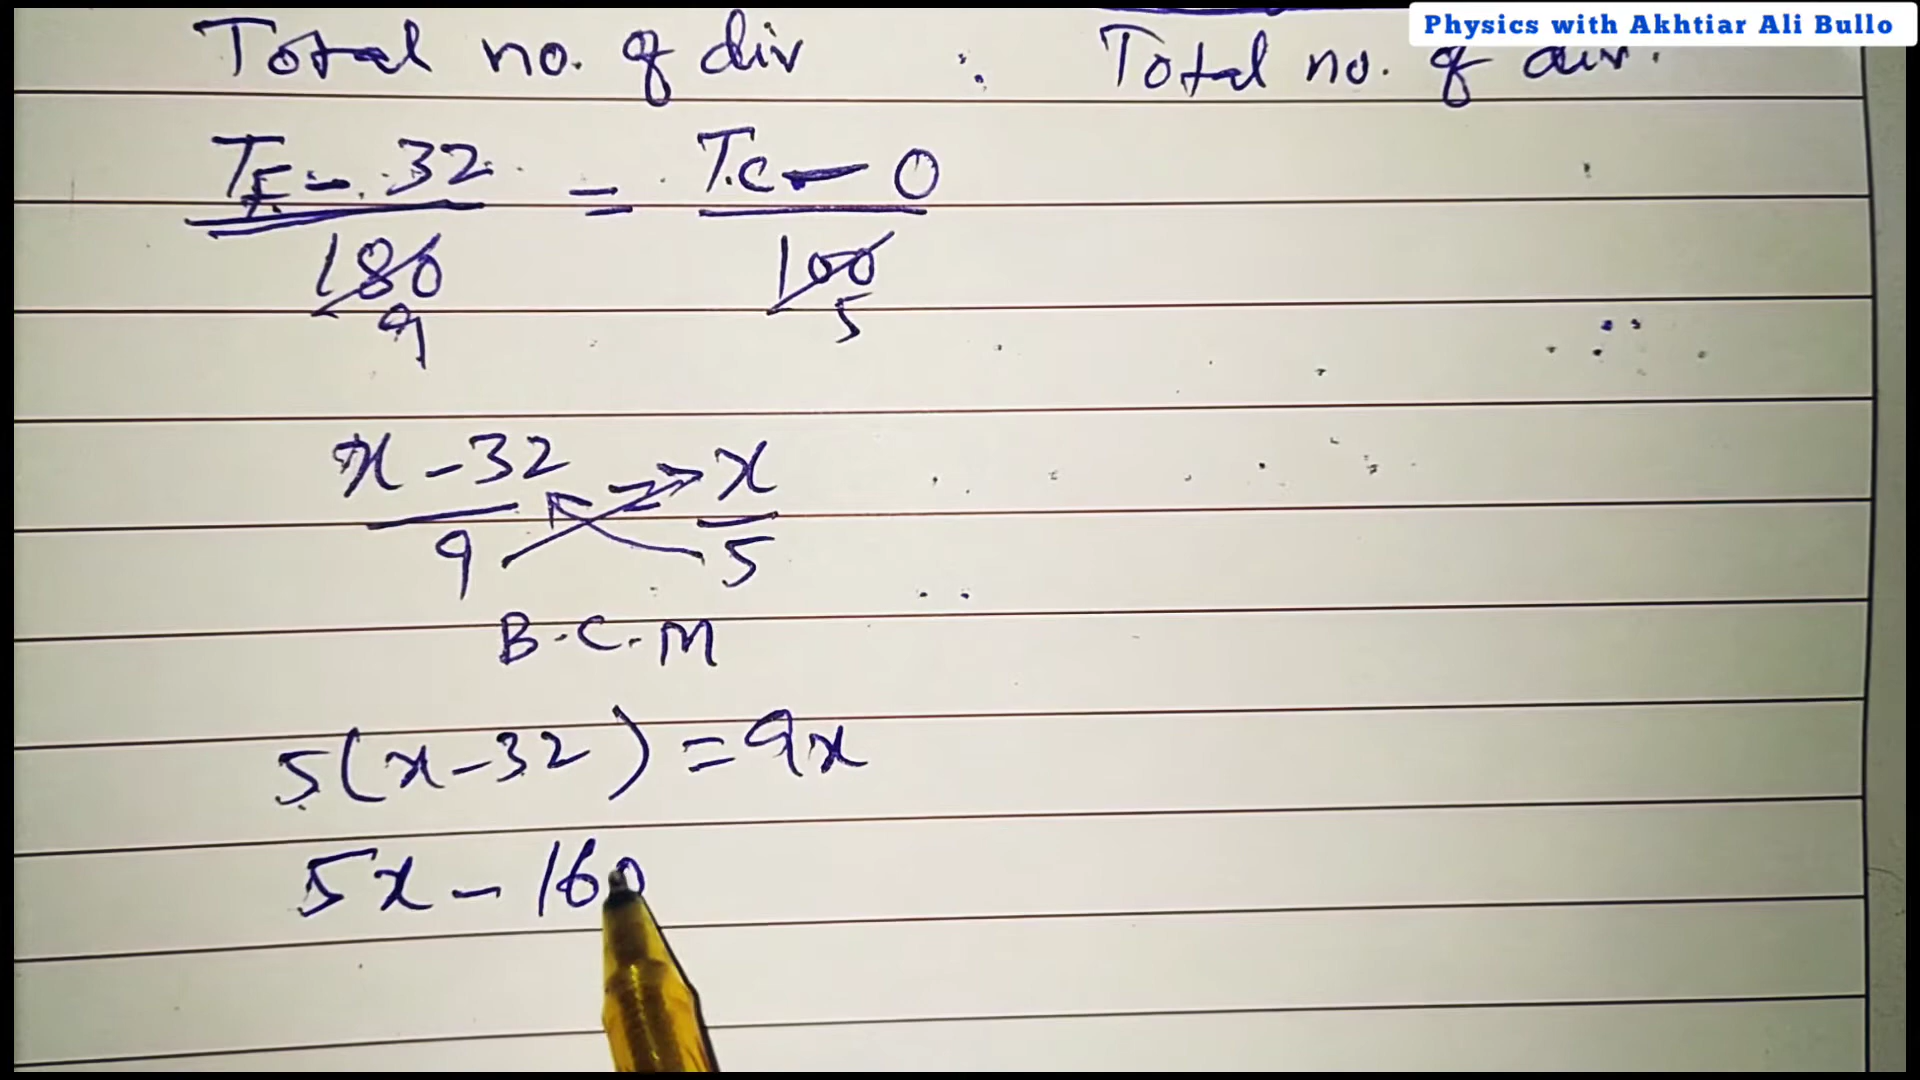 Physics with Akhtiar Ali Bullo
Total no. of div ∴ Total no. of div.
TF - 32 = T.C - 0
180 100
9 5
x - 32 = x
9 5
B.C.M
5(x-32) = 9x
5x - 160